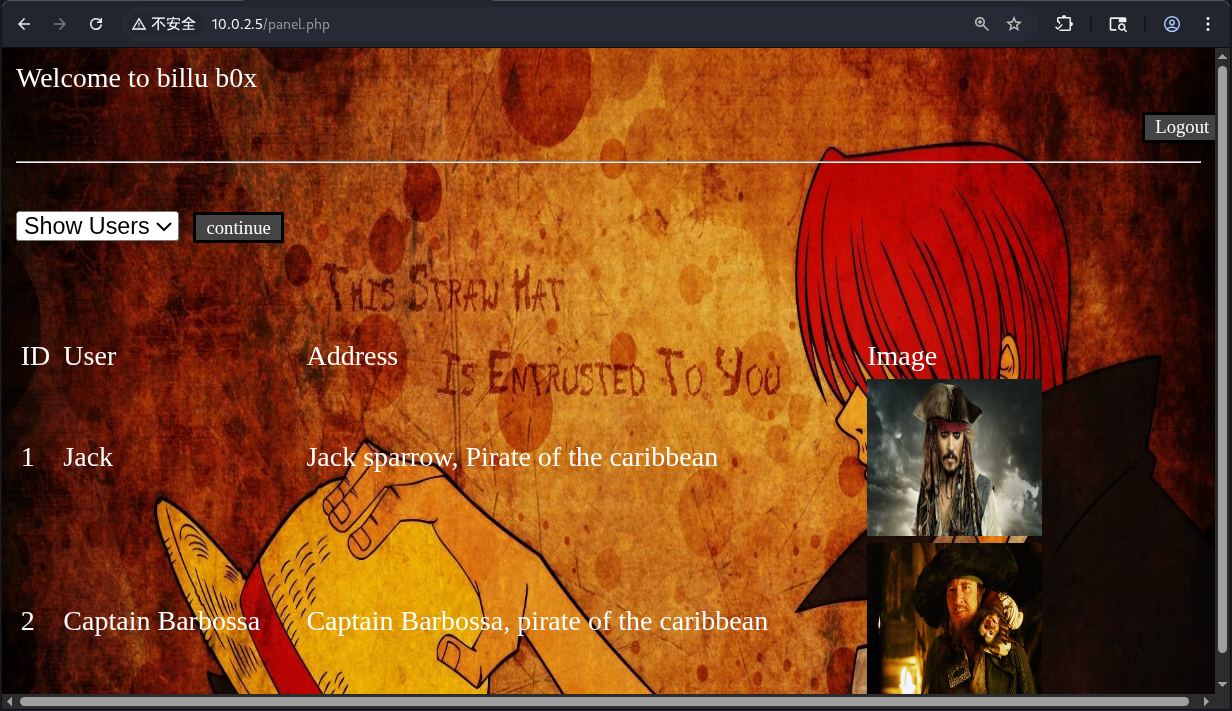 不安全 10.0.2.5/panel.php
Welcome to billu b0x
Logout
Show Users continue
This Straw Hat
ID User Address Image
Is Entrusted To You
1 Jack Jack sparrow, Pirate of the caribbean
2 Captain Barbossa Captain Barbossa, pirate of the caribbean